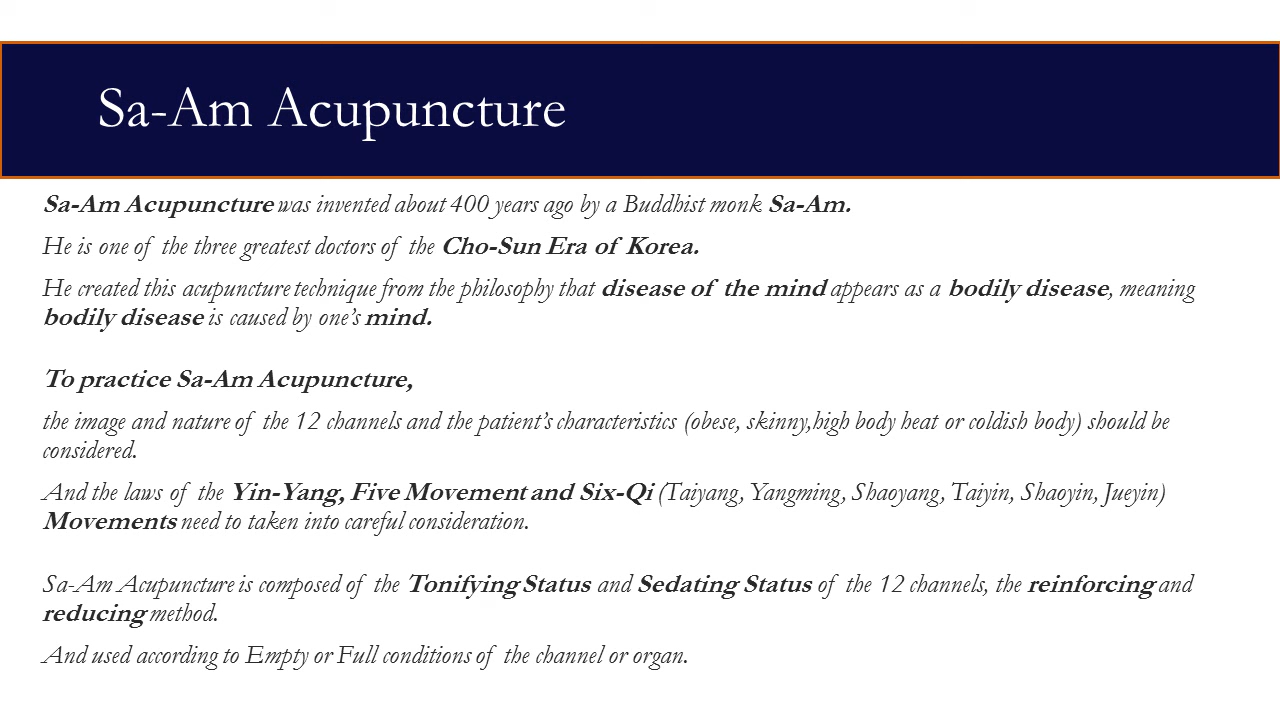 Sa-Am Acupuncture
Sa-Am Acupuncture was invented about 400 years ago by a Buddhist monk Sa-Am.
He is one of the three greatest doctors of the Cho-Sun Era of Korea.
He created this acupuncture technique from the philosophy that disease of the mind appears as a bodily disease, meaning
bodily disease is caused by one's mind.
To practice Sa-Am Acupuncture,
the image and nature of the 12 channels and the patient's characteristics (obese, skinny,high body heat or coldish body) should be
considered.
And the laws of the Yin-Yang, Five Movement and Six-Qi (Taiyang, Yangming, Shaoyang, Taiyin, Shaoyin, Jueyin)
Movements need to taken into careful consideration.
Sa-Am Acupuncture is composed of the Tonifying Status and Sedating Status of the 12 channels, the reinforcing and
reducing method.
And used according to Empty or Full conditions of the channel or organ.